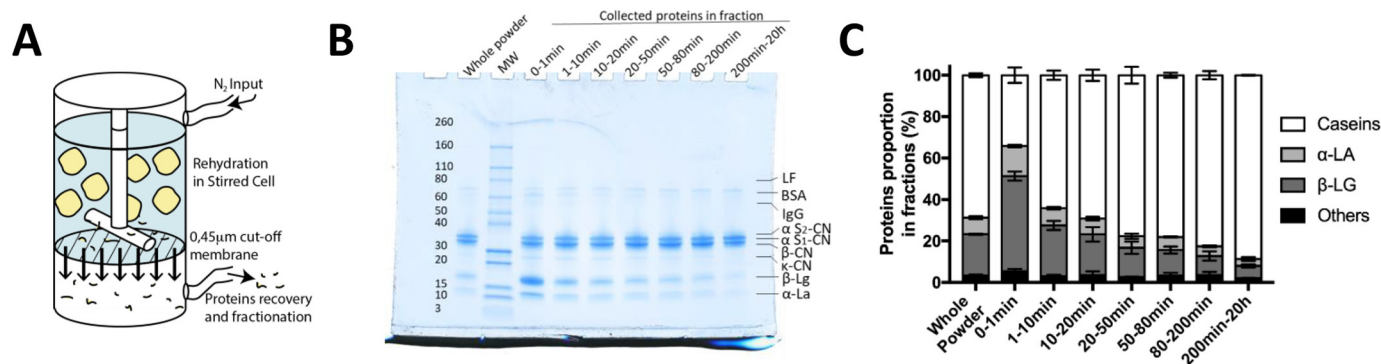 A
N2 Input
Rehydration
in Stirred Cell
0,45μm cut-off
membrane
Proteins recovery
and fractionation
B
Collected proteins in fraction
Whole powder
MW
0-1min
1-10min
10-20min
20-50min
50-80min
80-200min
200min-20h
260
160
110
80
60
50
40
30
20
15
10
3
LF
BSA
IgG
α S2-CN
α S1-CN
β-CN
κ-CN
β-Lg
α-La
C
Proteins proportion
in fractions (%)
100
80
60
40
20
0
Whole
Powder
0-1min
1-10min
10-20min
20-50min
50-80min
80-200min
200min-20h
Caseins
α-LA
β-LG
Others